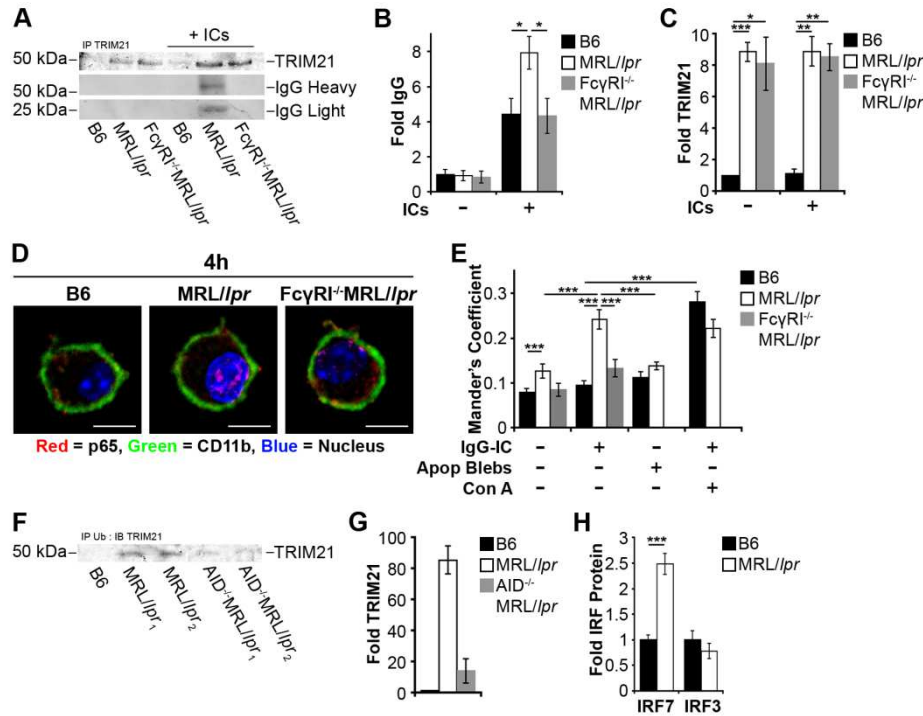 A
IP TRIM21
+ ICs
50 kDa–
–TRIM21
50 kDa–
–IgG Heavy
25 kDa–
–IgG Light
B6
MRL/lpr
FcγRI-/-MRL/lpr
B6
MRL/lpr
FcγRI-/-MRL/lpr
B
Fold IgG
8
6
4
2
0
* *
B6
MRL/lpr
FcγRI-/-
MRL/lpr
ICs – +
C
Fold TRIM21
12
10
8
6
4
2
0
*
***
**
**
B6
MRL/lpr
FcγRI-/-
MRL/lpr
ICs – +
D
4h
B6 MRL/lpr FcγRI-/-MRL/lpr
Red = p65, Green = CD11b, Blue = Nucleus
E
Mander's Coefficient
0.3
0.2
0.1
0
***
***
***
***
*** ***
***
B6
MRL/lpr
FcγRI-/-
MRL/lpr
IgG-IC – + – +
Apop Blebs – – + –
Con A – – – +
F
IP Ub : IB TRIM21
50 kDa–
–TRIM21
B6
MRL/lpr1
MRL/lpr2
AID-/-MRL/lpr1
AID-/-MRL/lpr2
G
Fold TRIM21
100
80
60
40
20
0
B6
MRL/lpr
AID-/-
MRL/lpr
H
Fold IRF Protein
3
2.5
2
1.5
1
0.5
0
***
B6
MRL/lpr
IRF7 IRF3